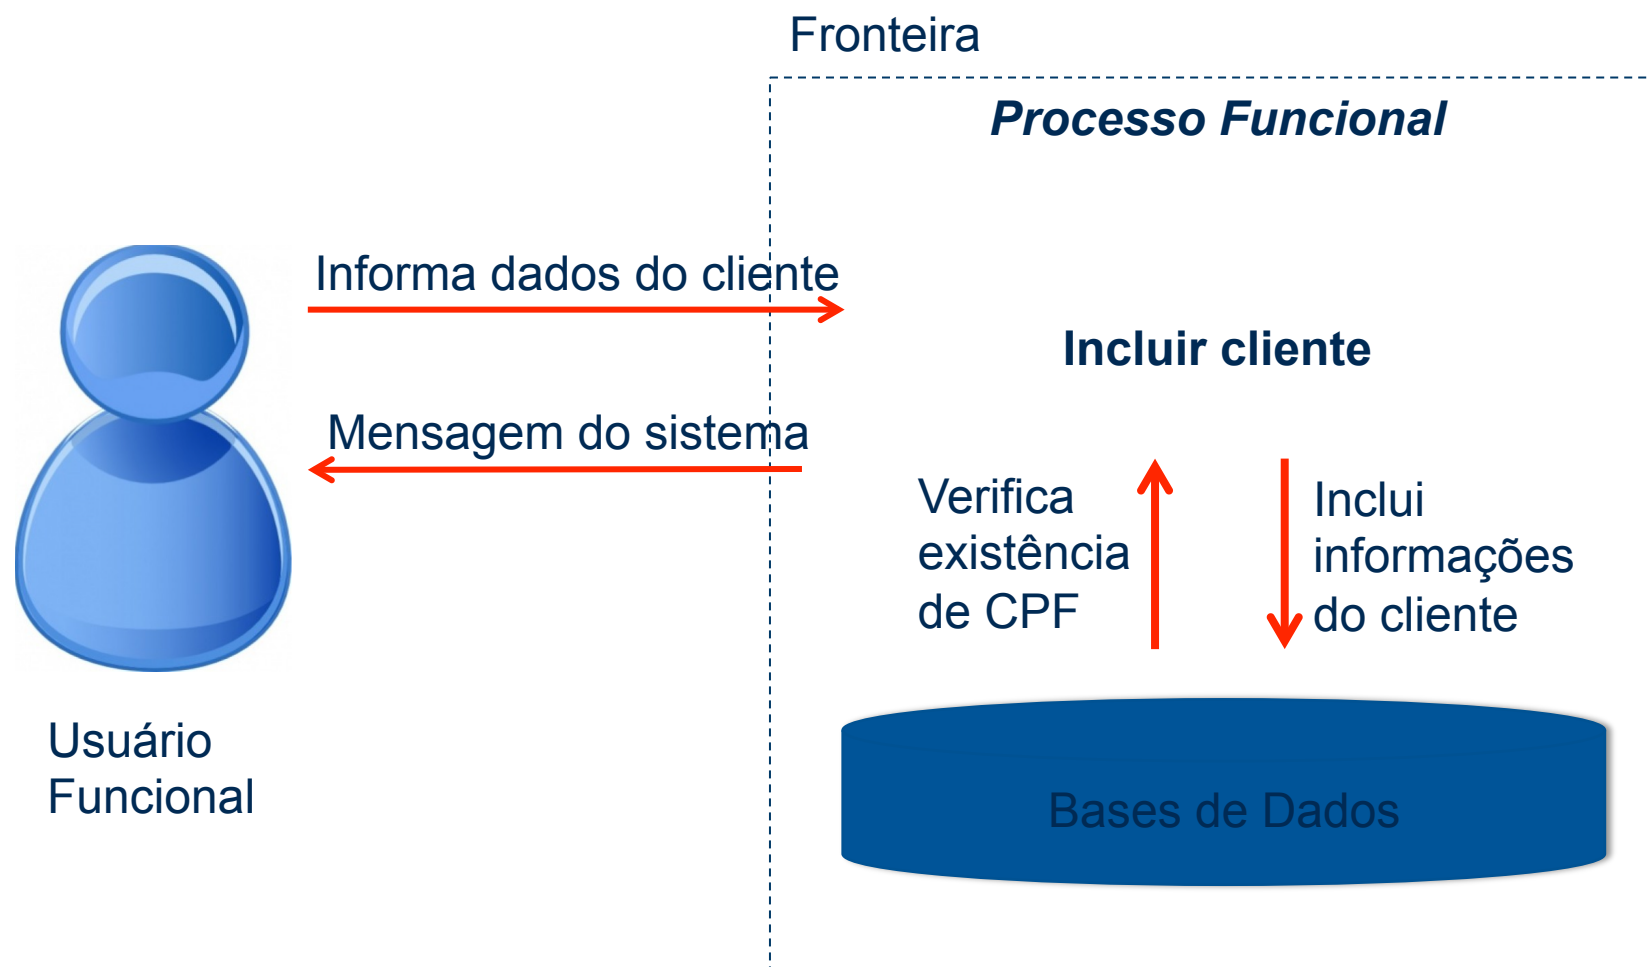 Fronteira
Processo Funcional
Informa dados do cliente
Incluir cliente
Mensagem do sistema
Verifica
existência
de CPF
Inclui
informações
do cliente
Usuário
Funcional
Bases de Dados